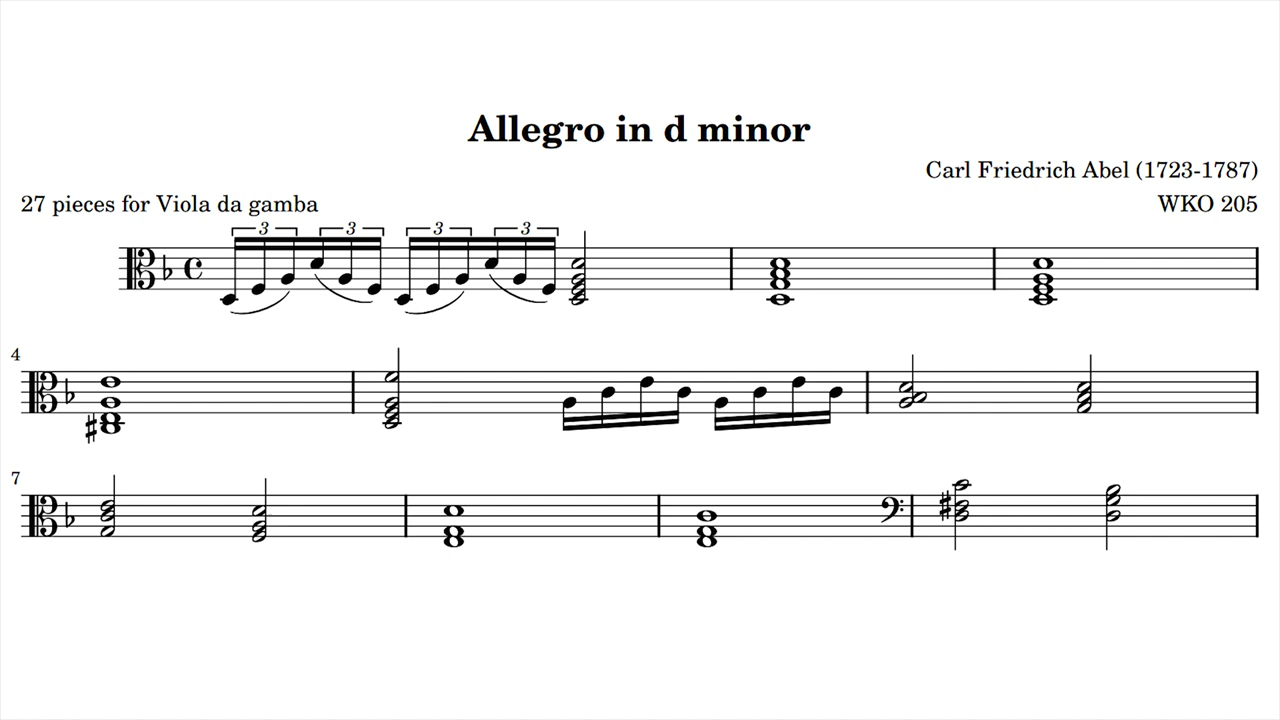 Allegro in d minor
Carl Friedrich Abel (1723-1787)
27 pieces for Viola da gamba WKO 205
3 3 3 3
4
7